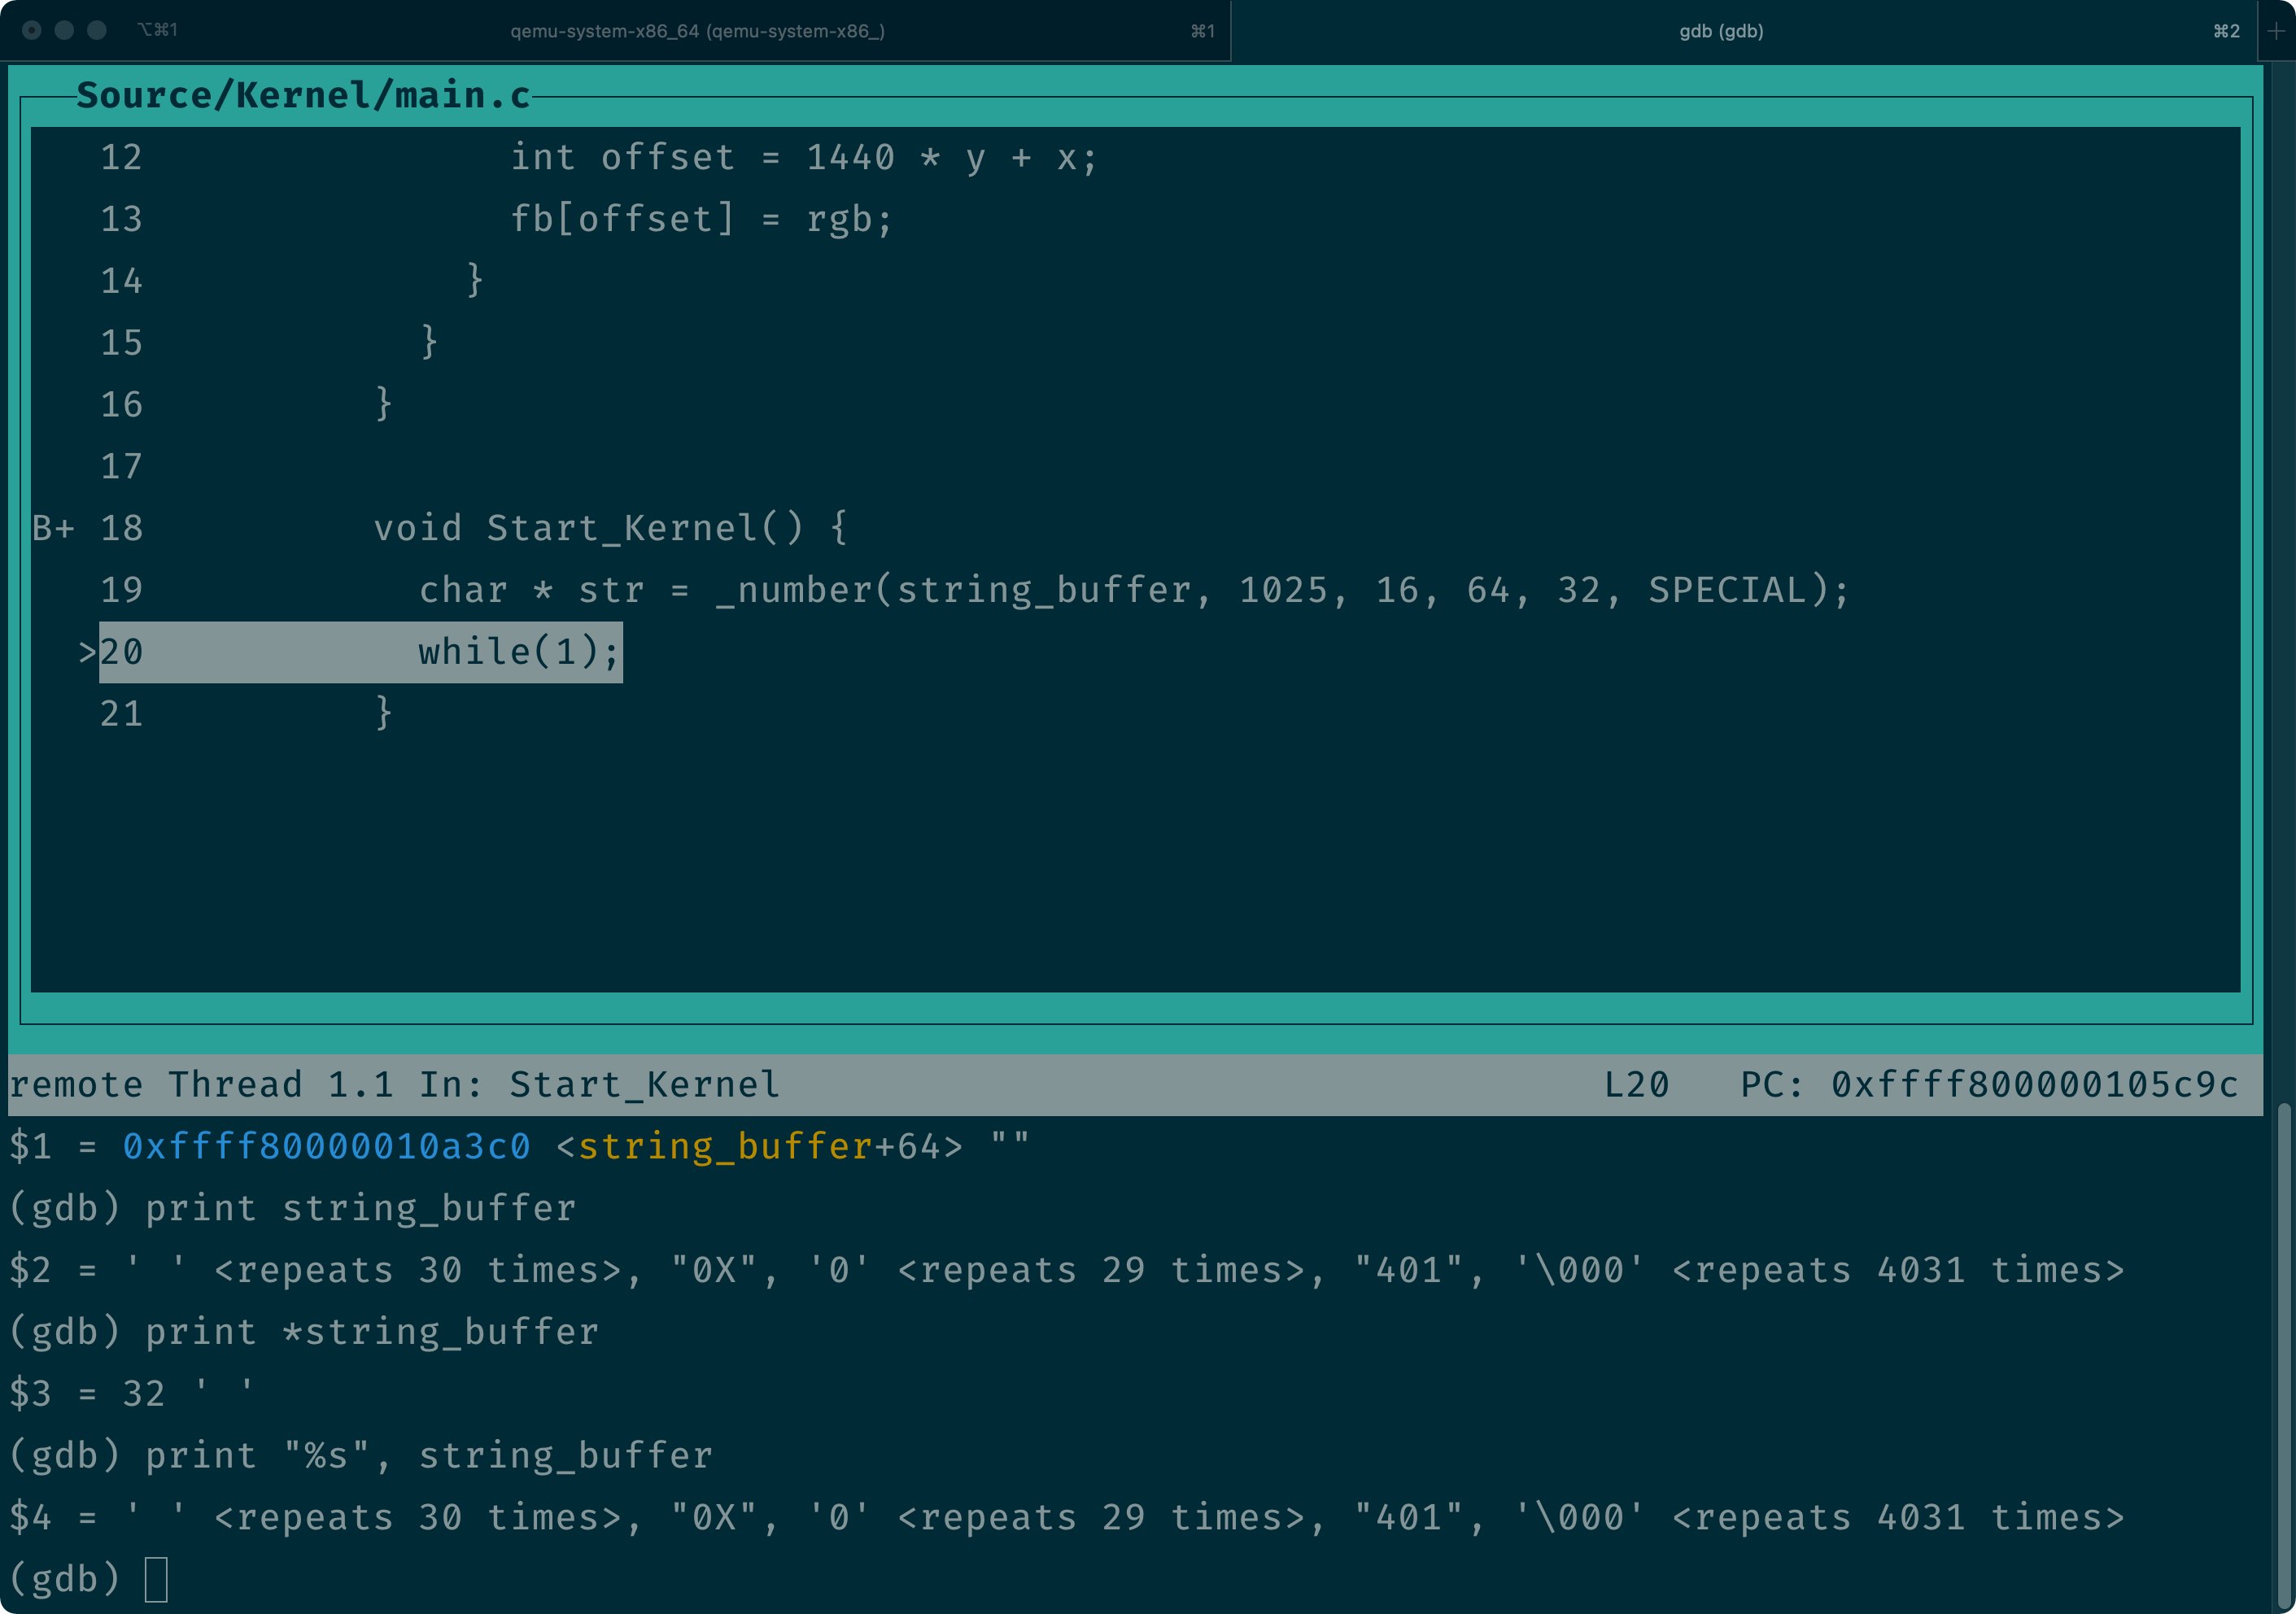 ⌥⌘1 qemu-system-x86_64 (qemu-system-x86_) ⌘1 gdb (gdb) ⌘2 +
Source/Kernel/main.c
12 int offset = 1440 * y + x;
13 fb[offset] = rgb;
14 }
15 }
16 }
17
B+ 18 void Start_Kernel() {
19 char * str = _number(string_buffer, 1025, 16, 64, 32, SPECIAL);
>20 while(1);
21 }
remote Thread 1.1 In: Start_Kernel L20 PC: 0xffff800000105c9c
$1 = 0xffff80000010a3c0 <string_buffer+64> ""
(gdb) print string_buffer
$2 = ' ' <repeats 30 times>, "0X", '0' <repeats 29 times>, "401", '\000' <repeats 4031 times>
(gdb) print *string_buffer
$3 = 32 ' '
(gdb) print "%s", string_buffer
$4 = ' ' <repeats 30 times>, "0X", '0' <repeats 29 times>, "401", '\000' <repeats 4031 times>
(gdb)